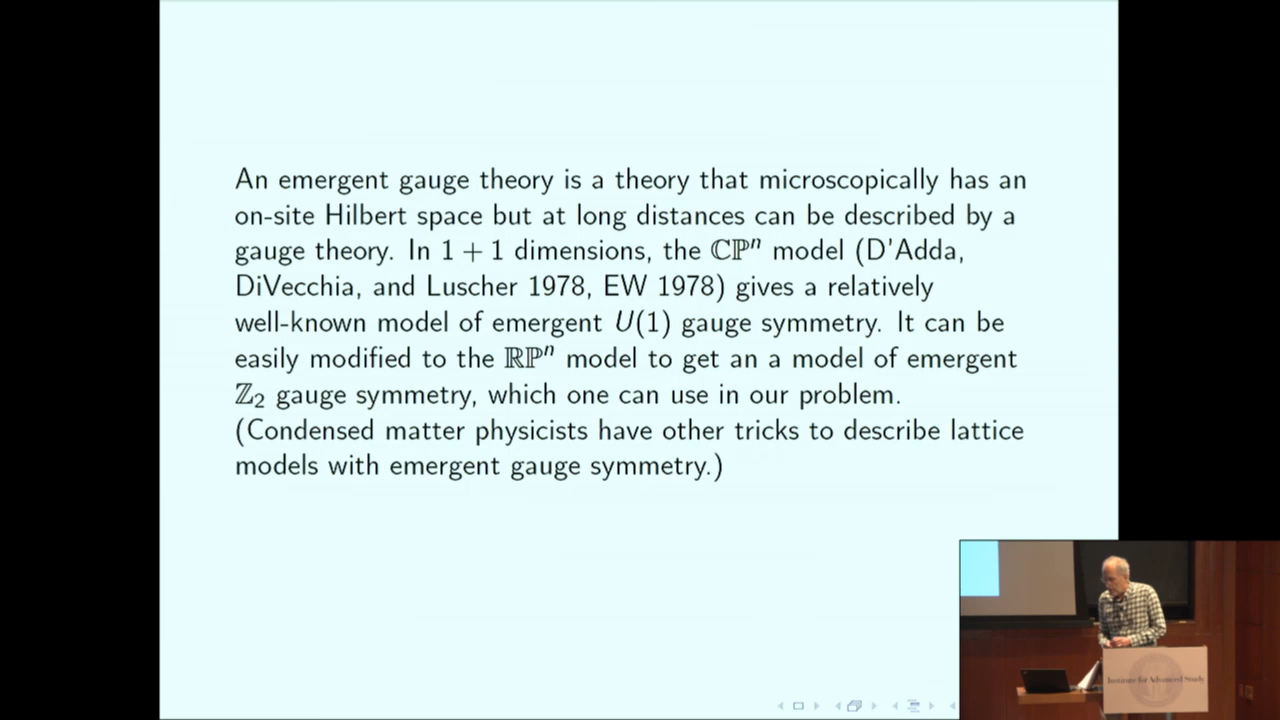 An emergent gauge theory is a theory that microscopically has an
on-site Hilbert space but at long distances can be described by a
gauge theory. In 1 + 1 dimensions, the ℂℙⁿ model (D'Adda,
DiVecchia, and Luscher 1978, EW 1978) gives a relatively
well-known model of emergent U(1) gauge symmetry. It can be
easily modified to the ℝℙⁿ model to get an a model of emergent
ℤ₂ gauge symmetry, which one can use in our problem.
(Condensed matter physicists have other tricks to describe lattice
models with emergent gauge symmetry.)
Institute for Advanced Study